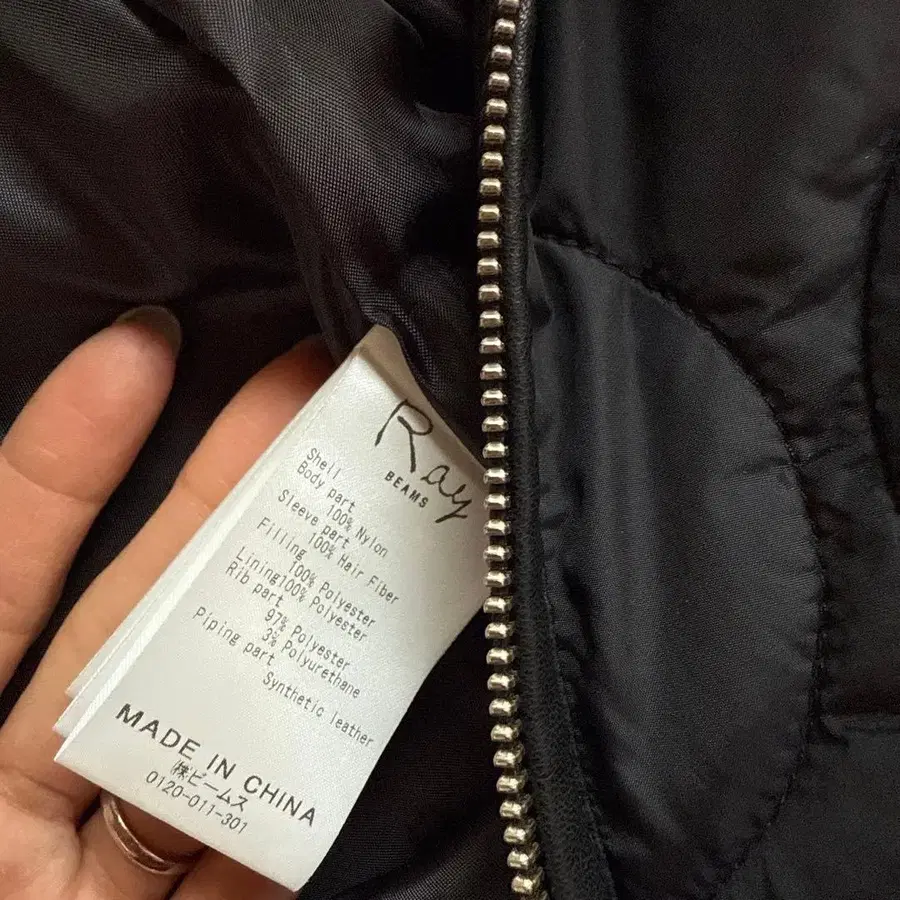 Ray
BEAMS
Shell
Body part
100% Nylon
Sleeve part
100% Hair Fiber
Filling
100% Polyester
Lining100% Polyester
Rib part
97% Polyester
3% Polyurethane
Piping part
Synthetic leather
MADE IN CHINA
㈱ビームス
0120-011-301